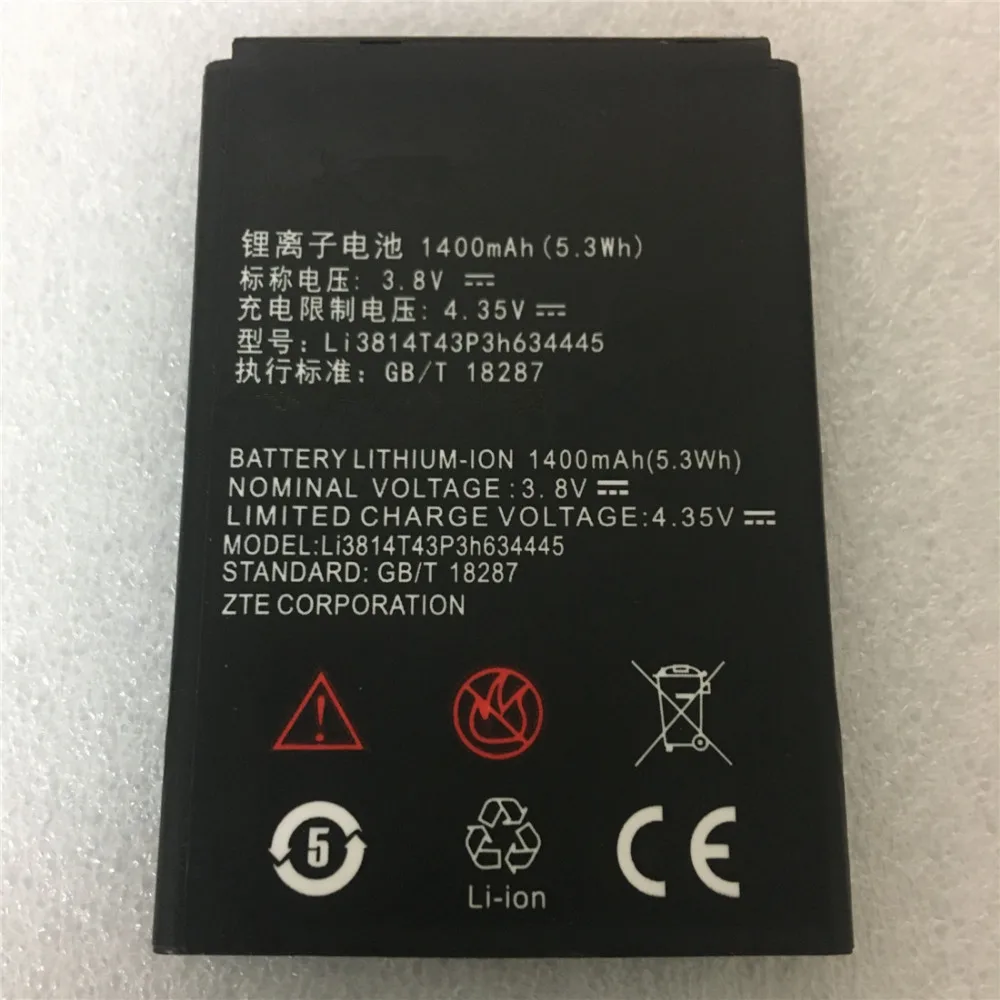 锂离子电池 1400mAh(5.3Wh)
标称电压: 3.8V
充电限制电压: 4.35V
型号: Li3814T43P3h634445
执行标准: GB/T 18287
BATTERY LITHIUM-ION 1400mAh(5.3Wh)
NOMINAL VOLTAGE:3.8V
LIMITED CHARGE VOLTAGE:4.35V
MODEL:Li3814T43P3h634445
STANDARD: GB/T 18287
ZTE CORPORATION
5
Li-ion
CE